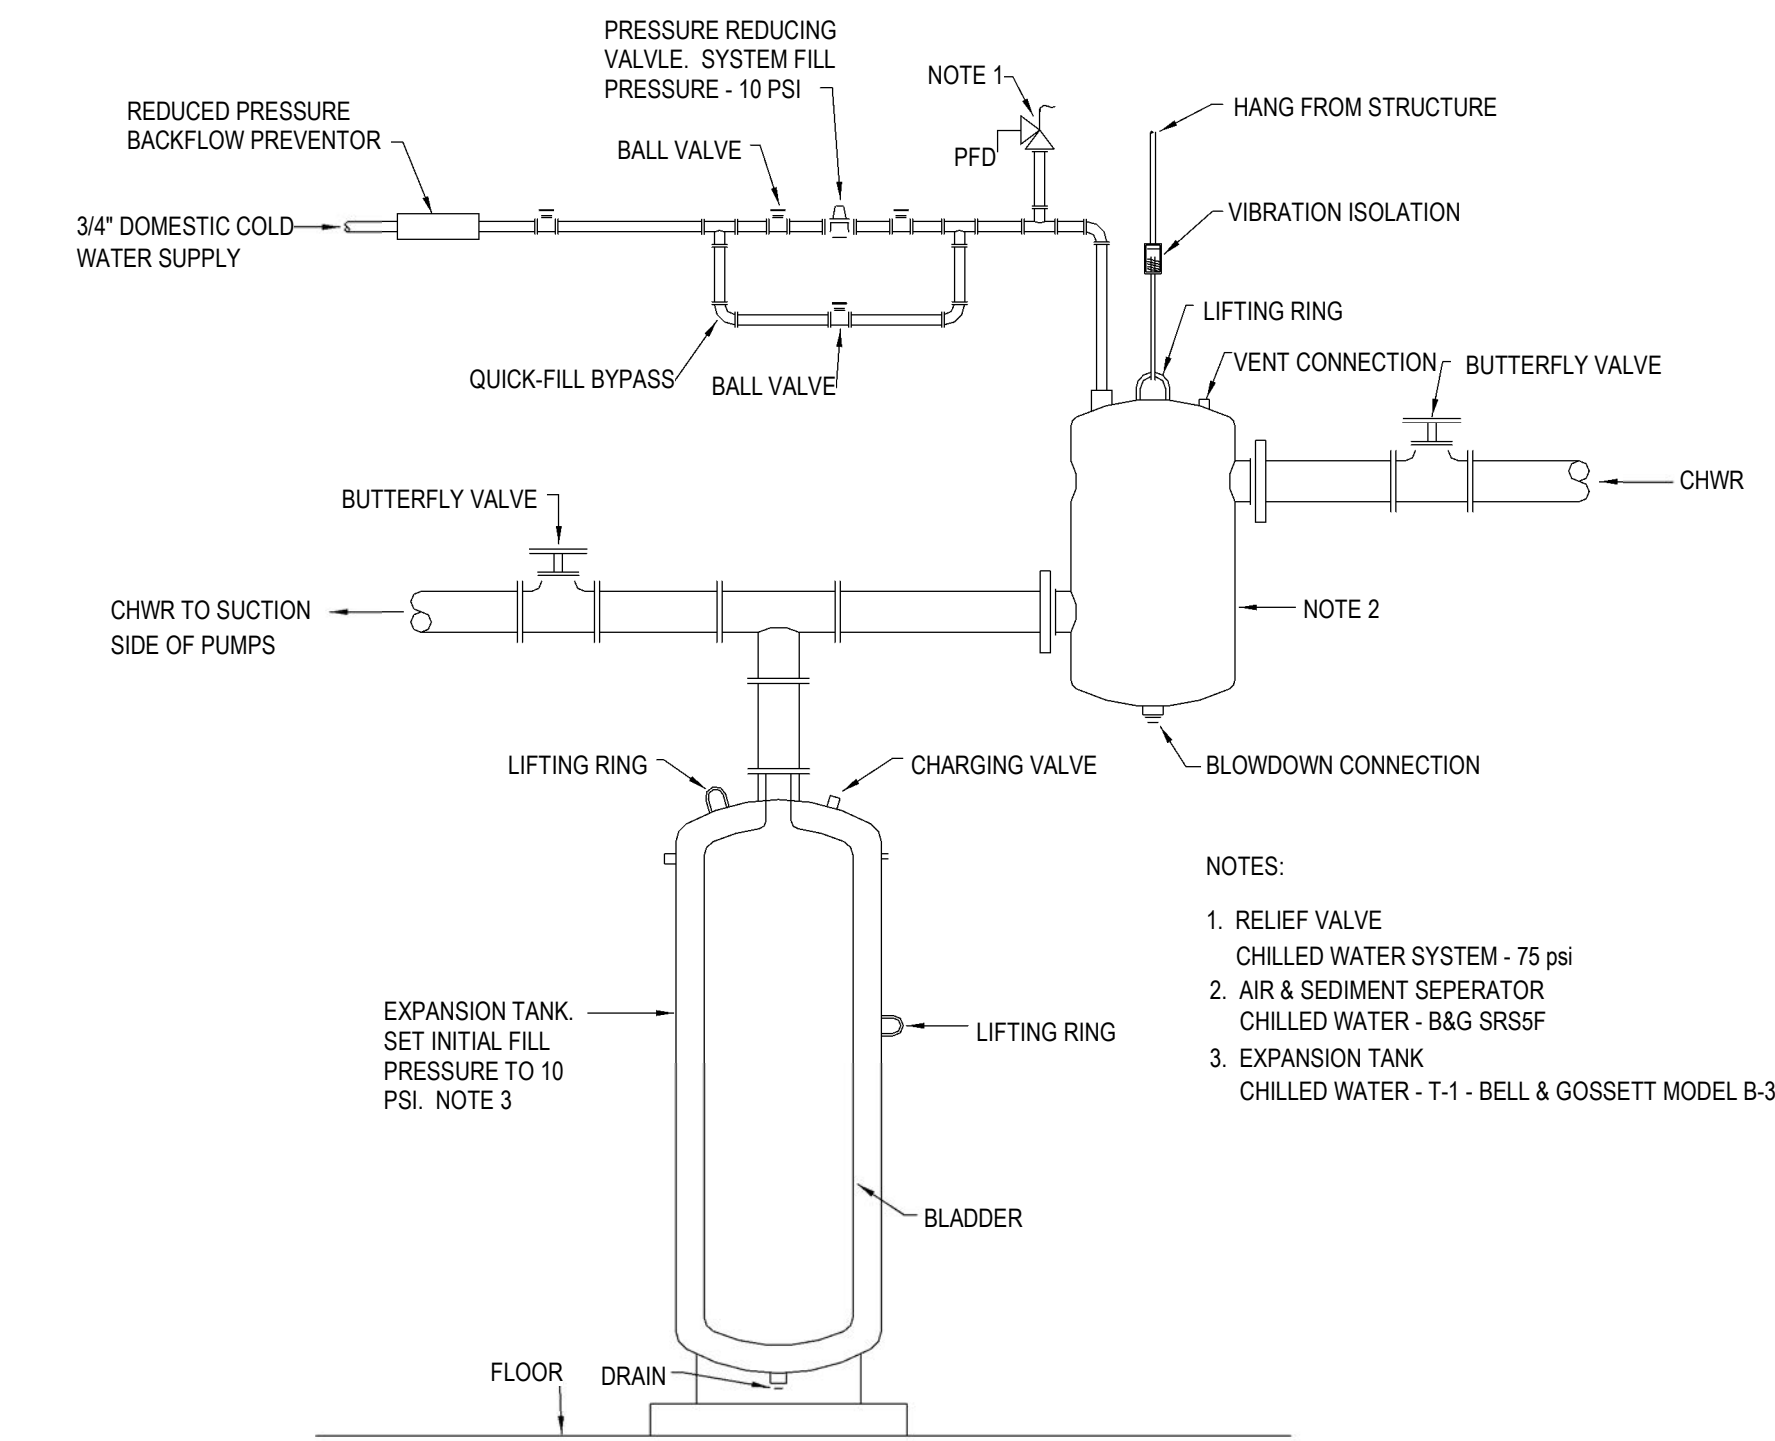 PRESSURE REDUCING
VALVLE. SYSTEM FILL
PRESSURE - 10 PSI
NOTE 1
HANG FROM STRUCTURE
REDUCED PRESSURE
BACKFLOW PREVENTOR
BALL VALVE
PFD
3/4" DOMESTIC COLD
WATER SUPPLY
VIBRATION ISOLATION
LIFTING RING
VENT CONNECTION
BUTTERFLY VALVE
QUICK-FILL BYPASS
BALL VALVE
CHWR
BUTTERFLY VALVE
CHWR TO SUCTION
SIDE OF PUMPS
NOTE 2
LIFTING RING
CHARGING VALVE
BLOWDOWN CONNECTION
NOTES:
1. RELIEF VALVE
CHILLED WATER SYSTEM - 75 psi
2. AIR & SEDIMENT SEPERATOR
CHILLED WATER - B&G SRS5F
3. EXPANSION TANK
CHILLED WATER - T-1 - BELL & GOSSETT MODEL B-3
EXPANSION TANK.
SET INITIAL FILL
PRESSURE TO 10
PSI. NOTE 3
LIFTING RING
BLADDER
FLOOR
DRAIN